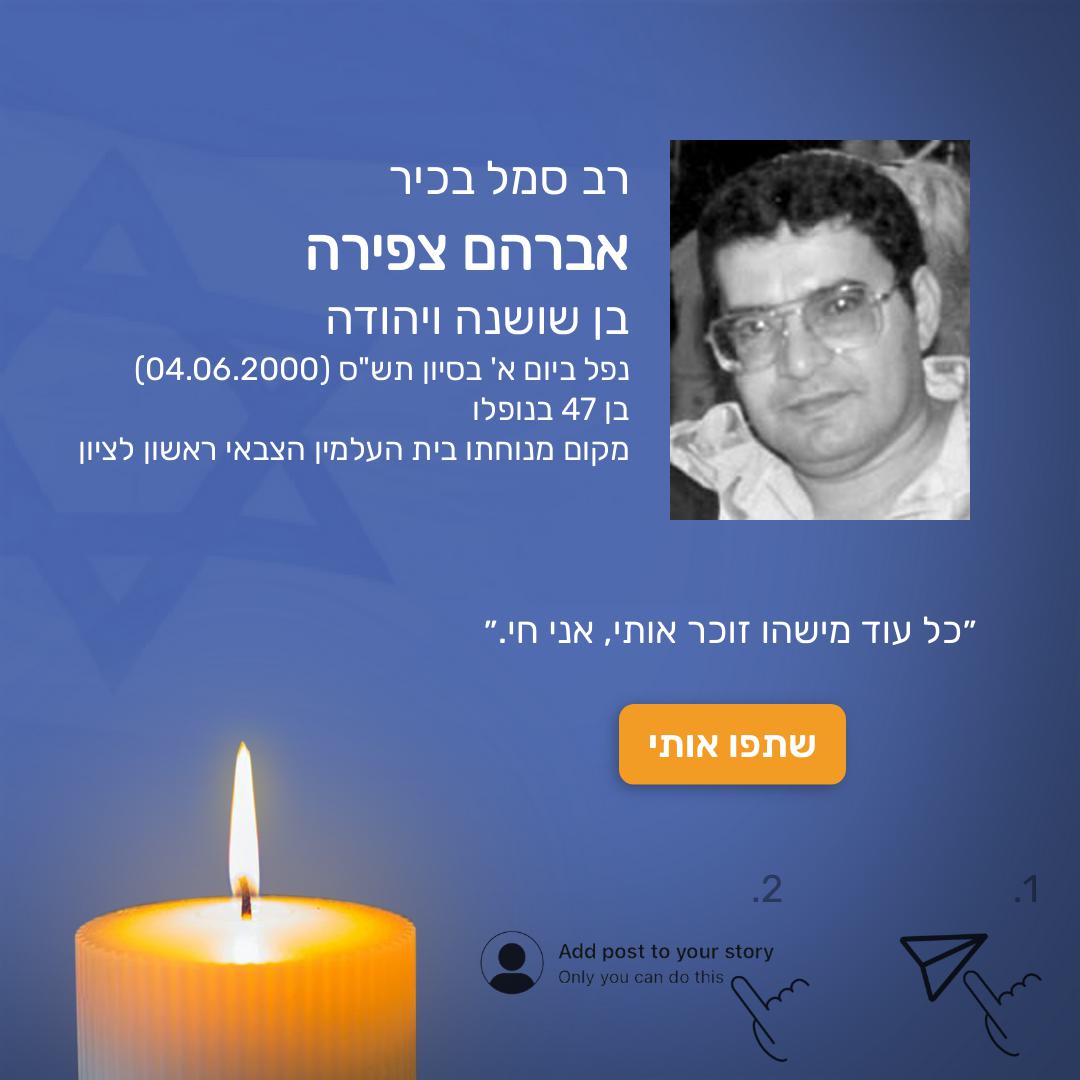 רב סמל בכיר
אברהם צפירה
בן שושנה ויהודה
נפל ביום א' בסיון תש"ס (04.06.2000)
בן 47 בנופלו
מקום מנוחתו בית העלמין הצבאי ראשון לציון
״כל עוד מישהו זוכר אותי, אני חי.״
שתפו אותי
1.
2.
Add post to your story
Only you can do this